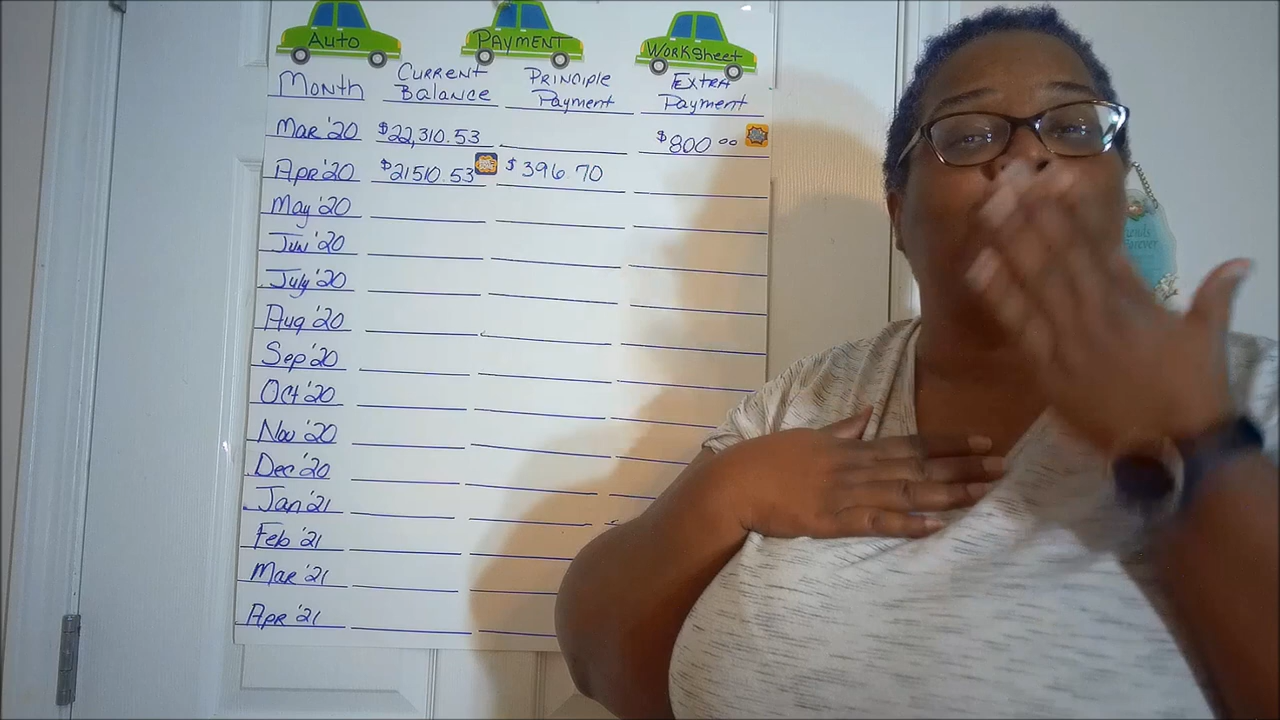 Auto PAYMENT WORKSheet
Month CURRENT BALANCE PRINCIPLE Payment EXTRA Payment
Mar '20 $22,310.53 $800.00
Apr '20 $21510.53 $396.70
May '20
Jun '20
July '20
Aug '20
Sep '20
Oct '20
Nov '20
Dec '20
Jan '21
Feb '21
Mar '21
Apr '21
Forever